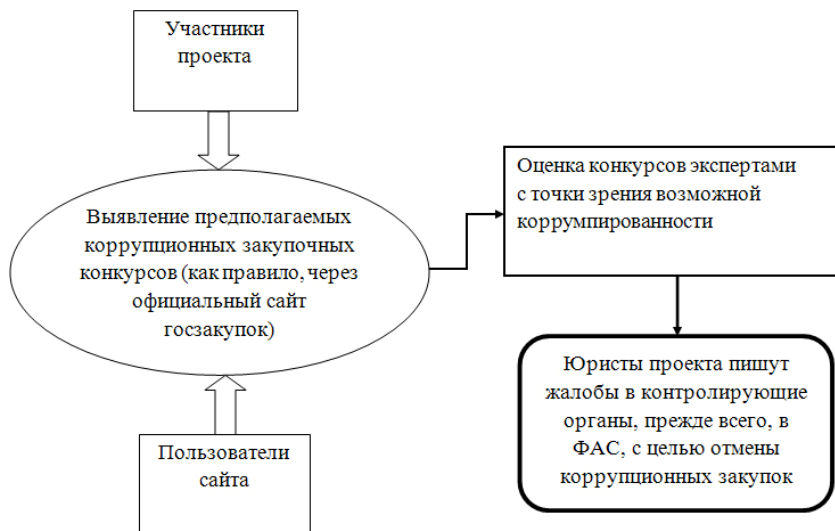 Участники
проекта
Выявление предполагаемых
коррупционных закупочных
конкурсов (как правило, через
официальный сайт
госзакупок)
Оценка конкурсов экспертами
с точки зрения возможной
коррумпированности
Юристы проекта пишут
жалобы в контролирующие
органы, прежде всего, в
ФАС, с целью отмены
коррупционных закупок
Пользователи
сайта